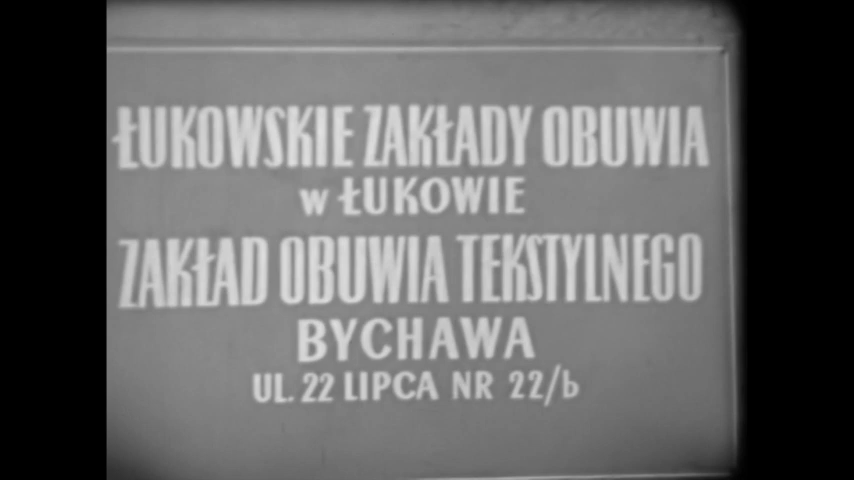 ŁUKOWSKIE ZAKŁADY OBUWIA
w ŁUKOWIE
ZAKŁAD OBUWIA TEKSTYLNEGO
BYCHAWA
UL. 22 LIPCA NR 22/b